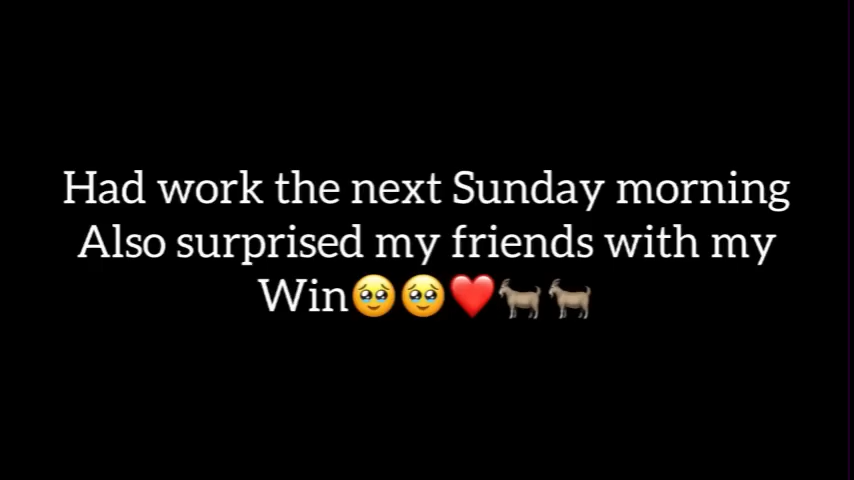 Had work the next Sunday morning
Also surprised my friends with my
Win🥹🥹❤️🐐🐐